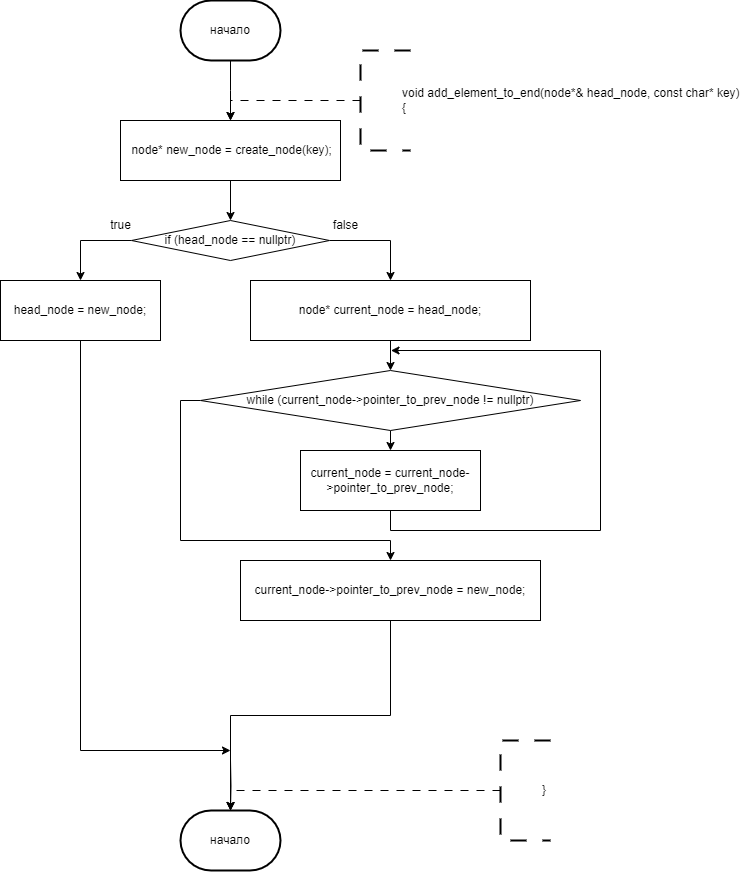 начало
void add_element_to_end(node*& head_node, const char* key)
{
node* new_node = create_node(key);
true
if (head_node == nullptr)
false
head_node = new_node;
node* current_node = head_node;
while (current_node->pointer_to_prev_node != nullptr)
current_node = current_node-
>pointer_to_prev_node;
current_node->pointer_to_prev_node = new_node;
}
начало